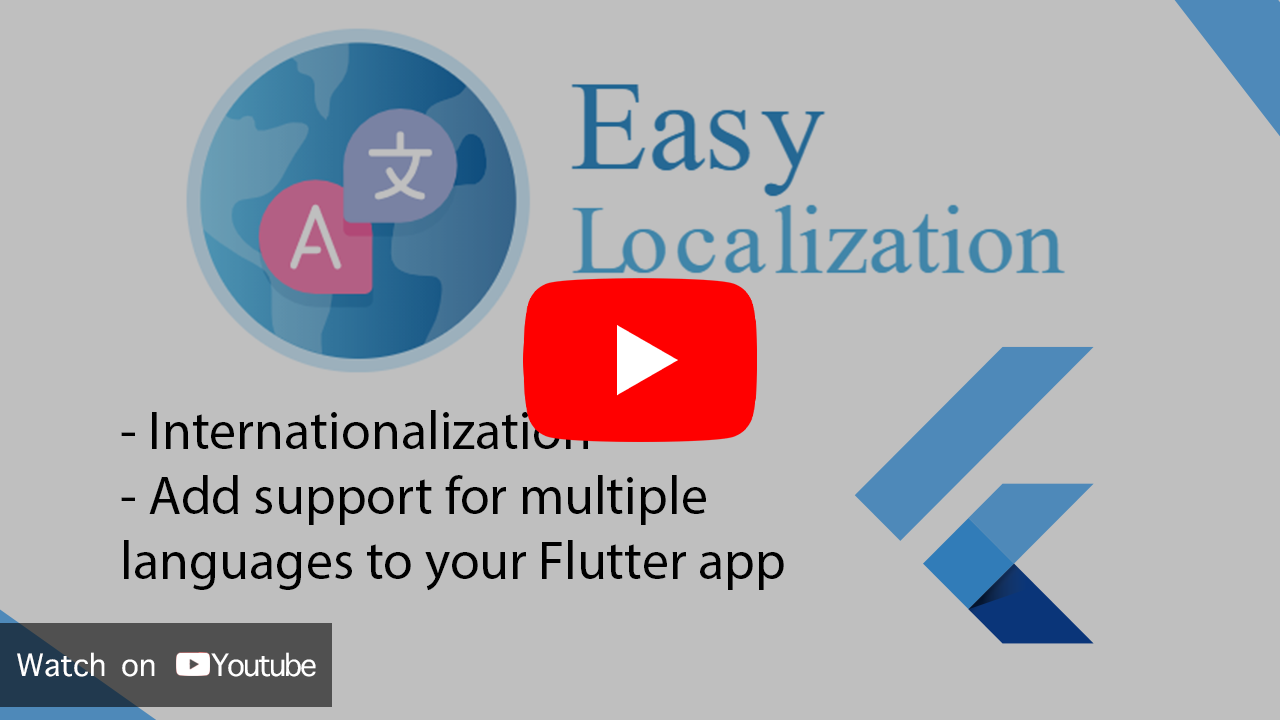 文
A
Easy
Localization
- Internationalization
- Add support for multiple
languages to your Flutter app
Watch on Youtube